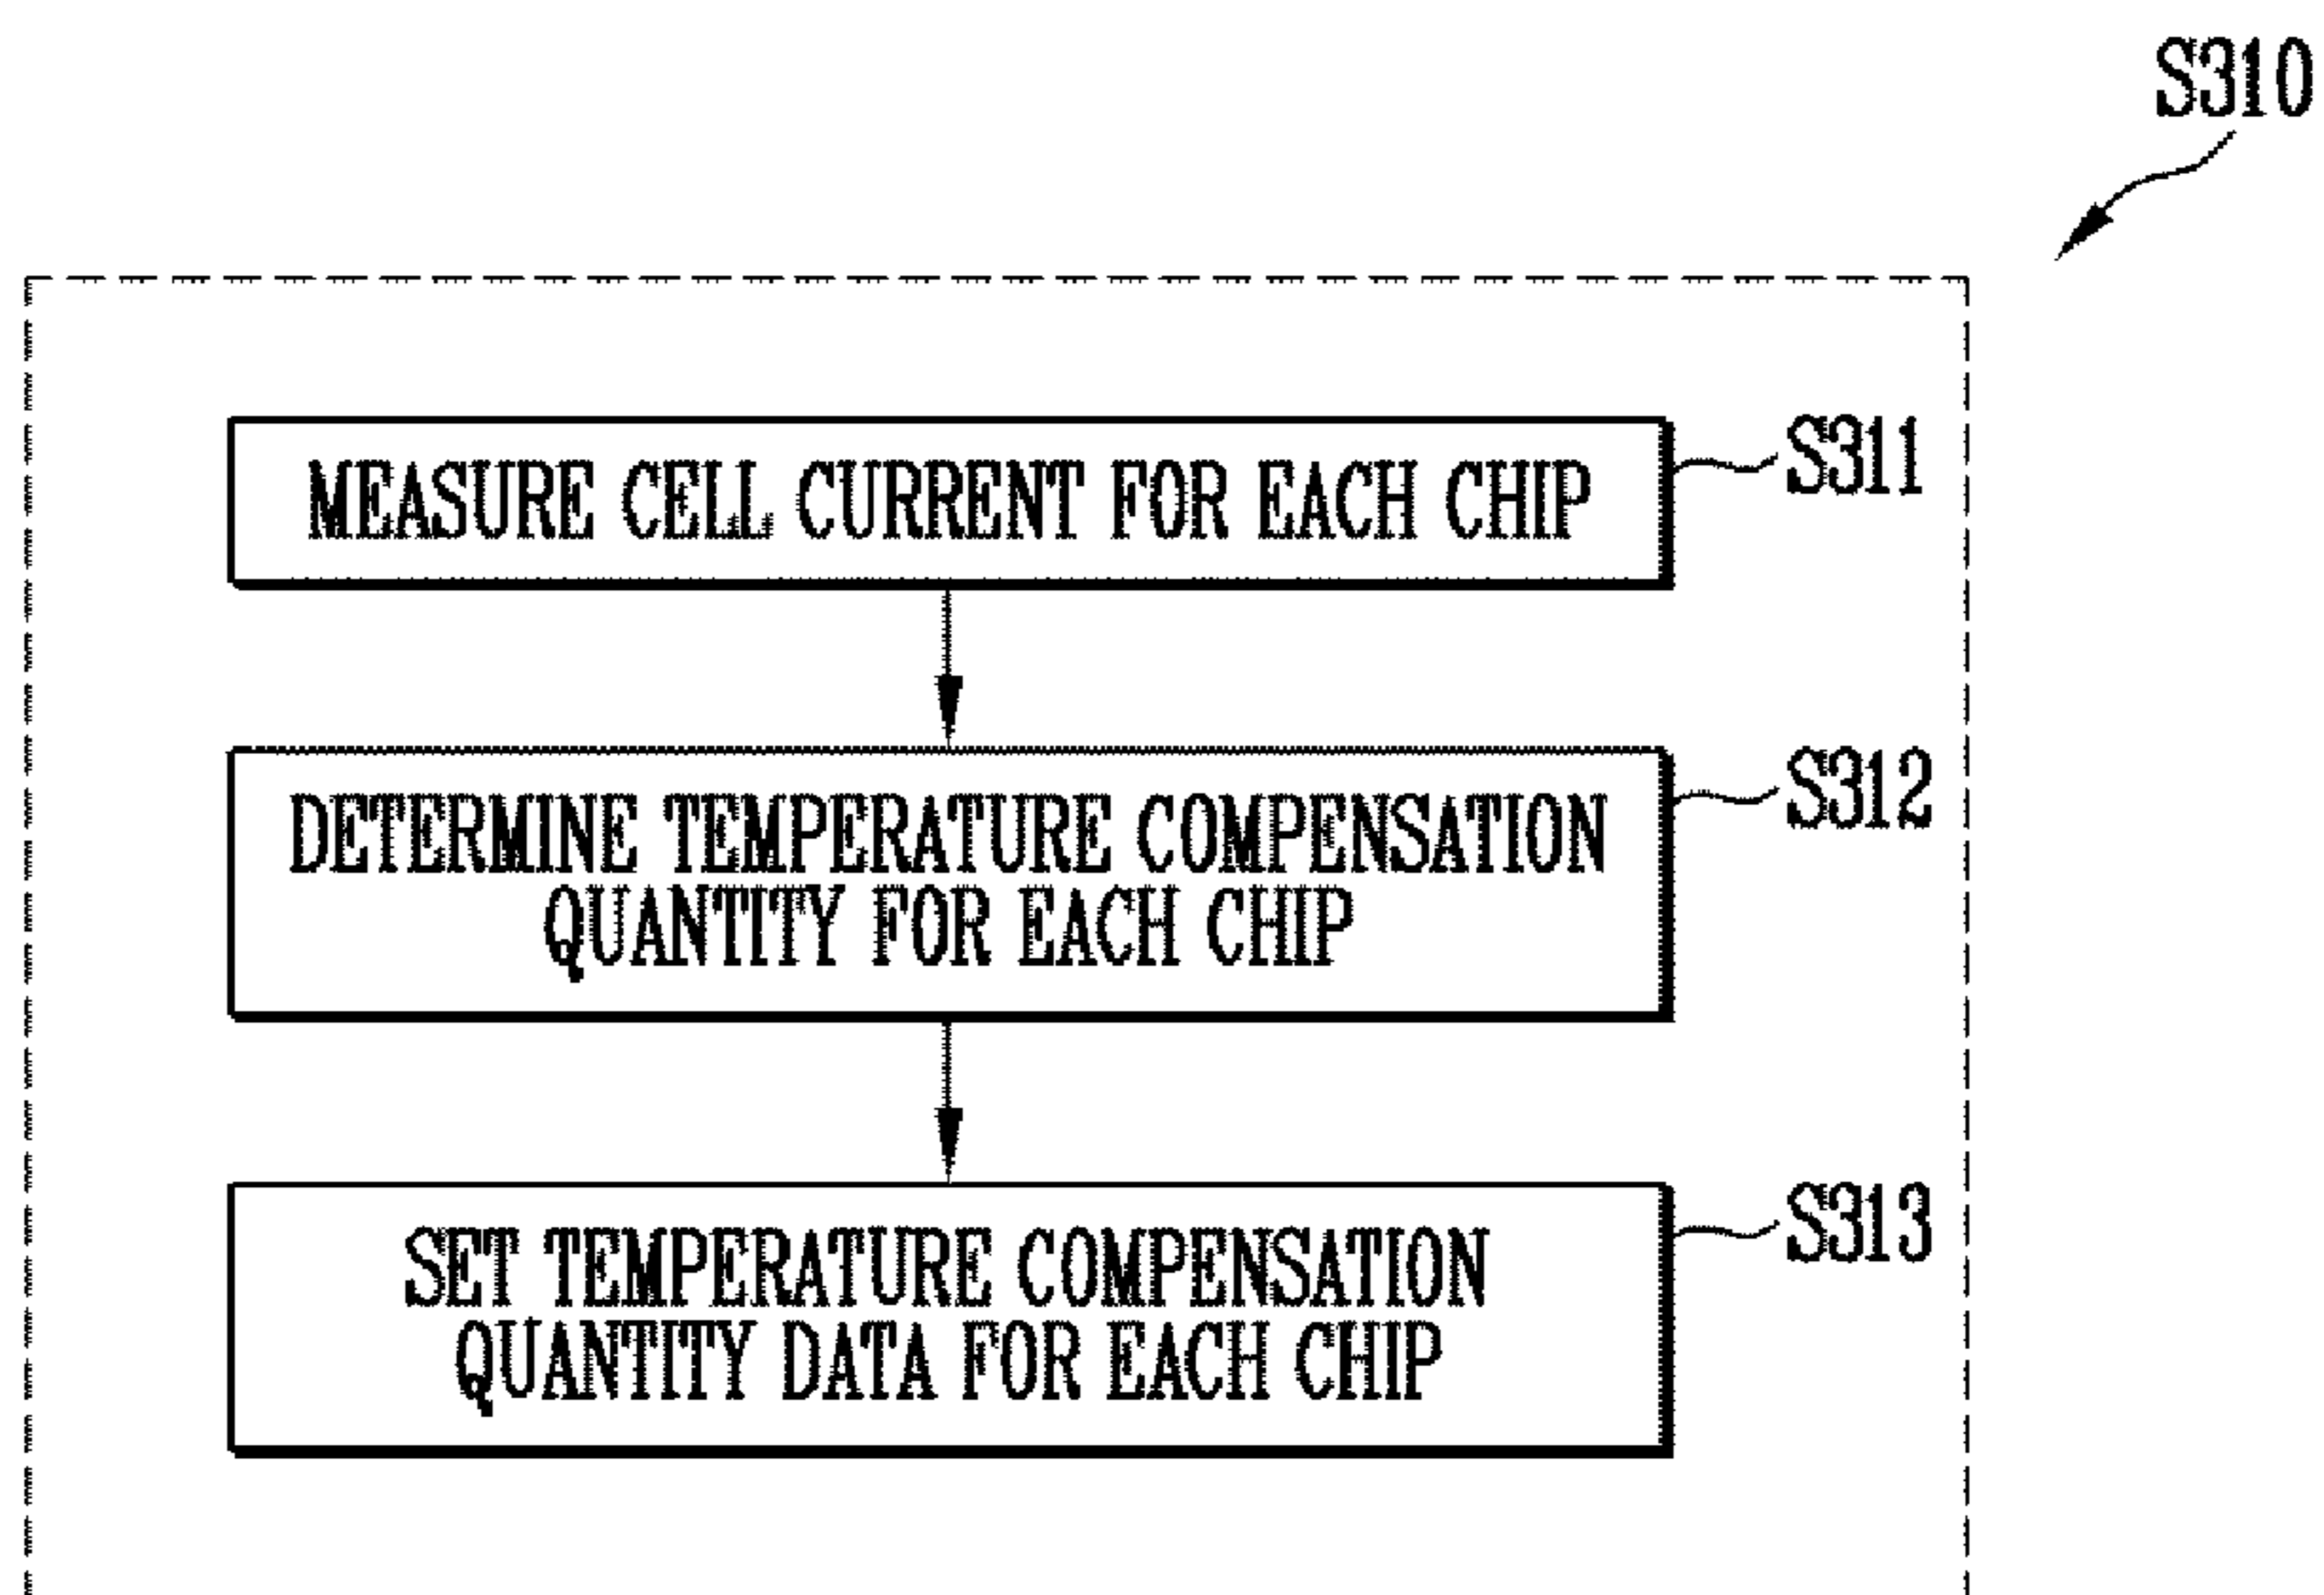 S310
MEASURE CELL CURRENT FOR EACH CHIP
S311
DETERMINE TEMPERATURE COMPENSATION
QUANTITY FOR EACH CHIP
S312
SET TEMPERATURE COMPENSATION
QUANTITY DATA FOR EACH CHIP
S313